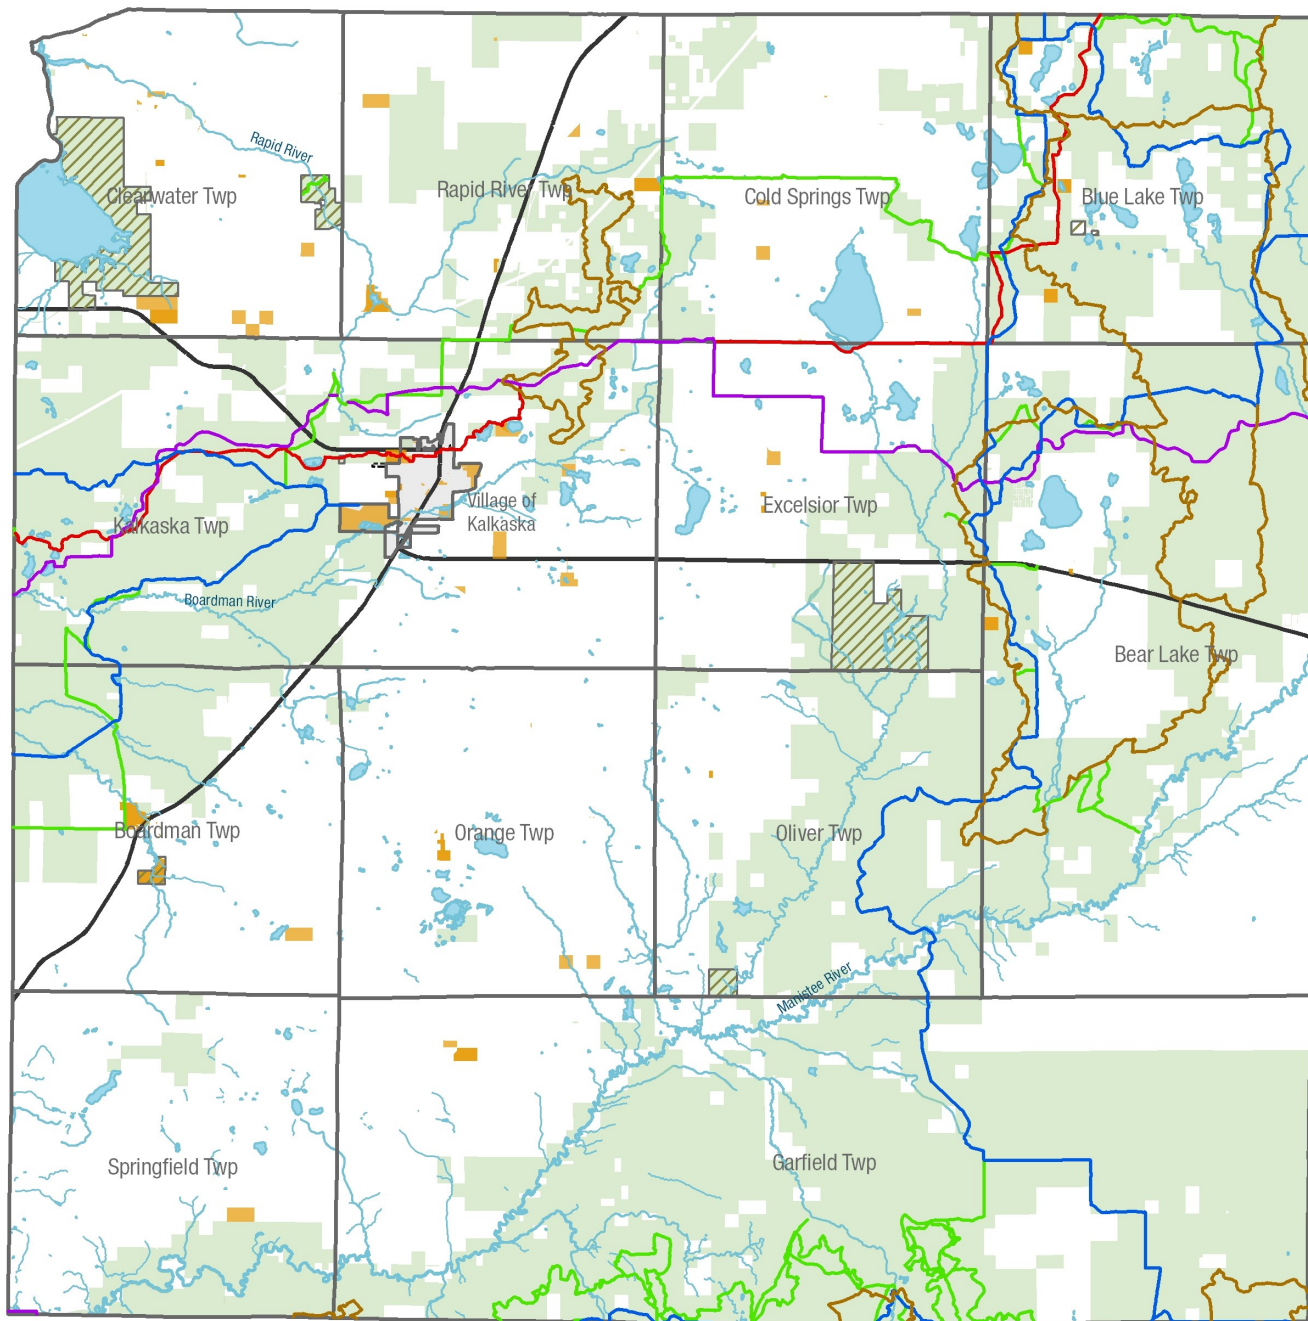 Rapid River
Clearwater Twp
Rapid River Twp
Cold Springs Twp
Blue Lake Twp
Village of
Kalkaska
Kalkaska Twp
Excelsior Twp
Boardman River
Bear Lake Twp
Boardman Twp
Orange Twp
Oliver Twp
Manistee River
Springfield Twp
Garfield Twp